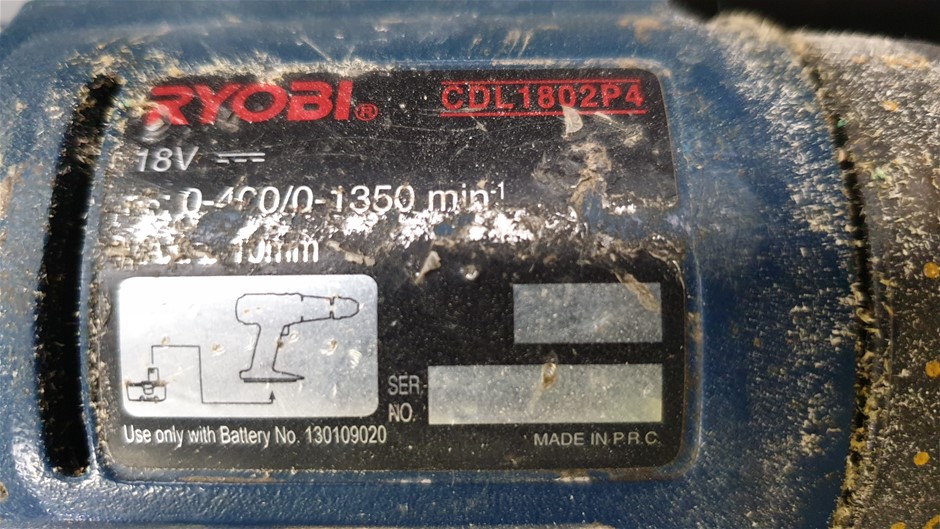 RYOBI® CDL1802P4
18V
0-400/0-1350 min-1
10mm
SER.
NO.
Use only with Battery No. 130109020
MADE IN P.R.C.